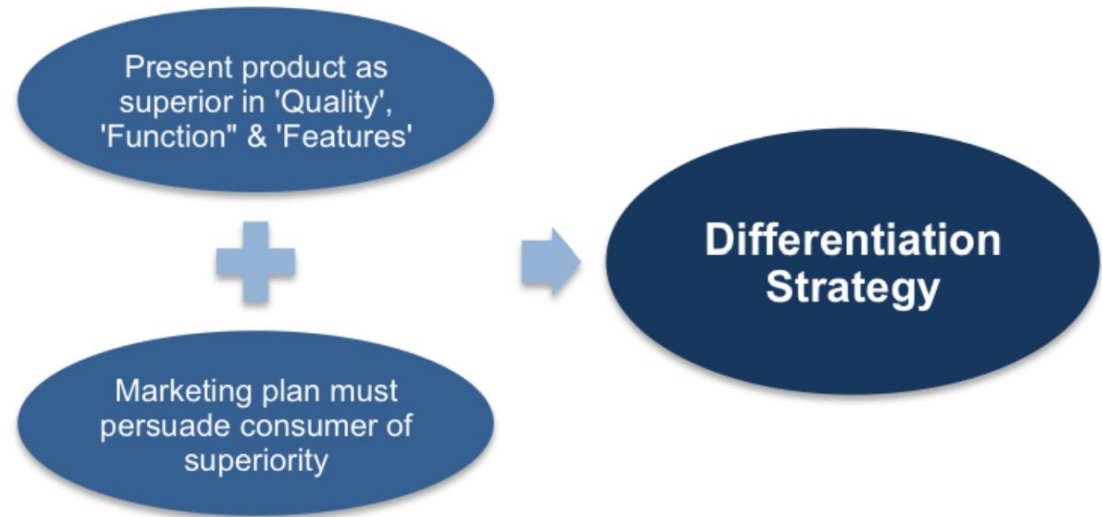 Present product as
superior in 'Quality',
'Function" & 'Features'
Marketing plan must
persuade consumer of
superiority
Differentiation
Strategy